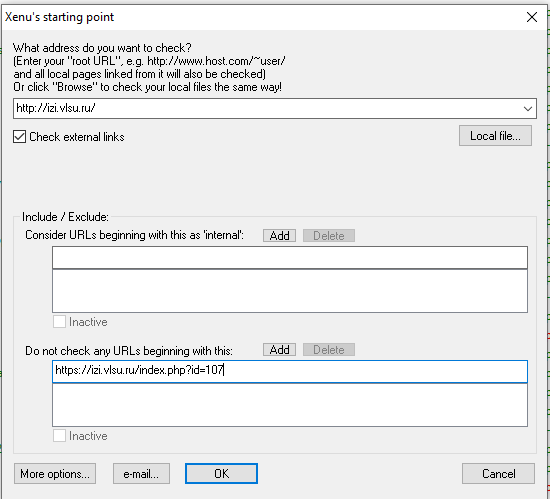 Xenu's starting point
What address do you want to check?
(Enter your "root URL", e.g. http://www.host.com/~user/
and all local pages linked from it will also be checked)
Or click "Browse" to check your local files the same way!
http://izi.vlsu.ru/
Check external links
Local file...
Include / Exclude:
Consider URLs beginning with this as 'internal':
Add
Delete
Inactive
Do not check any URLs beginning with this:
Add
Delete
https://izi.vlsu.ru/index.php?id=107
Inactive
More options...
e-mail...
OK
Cancel